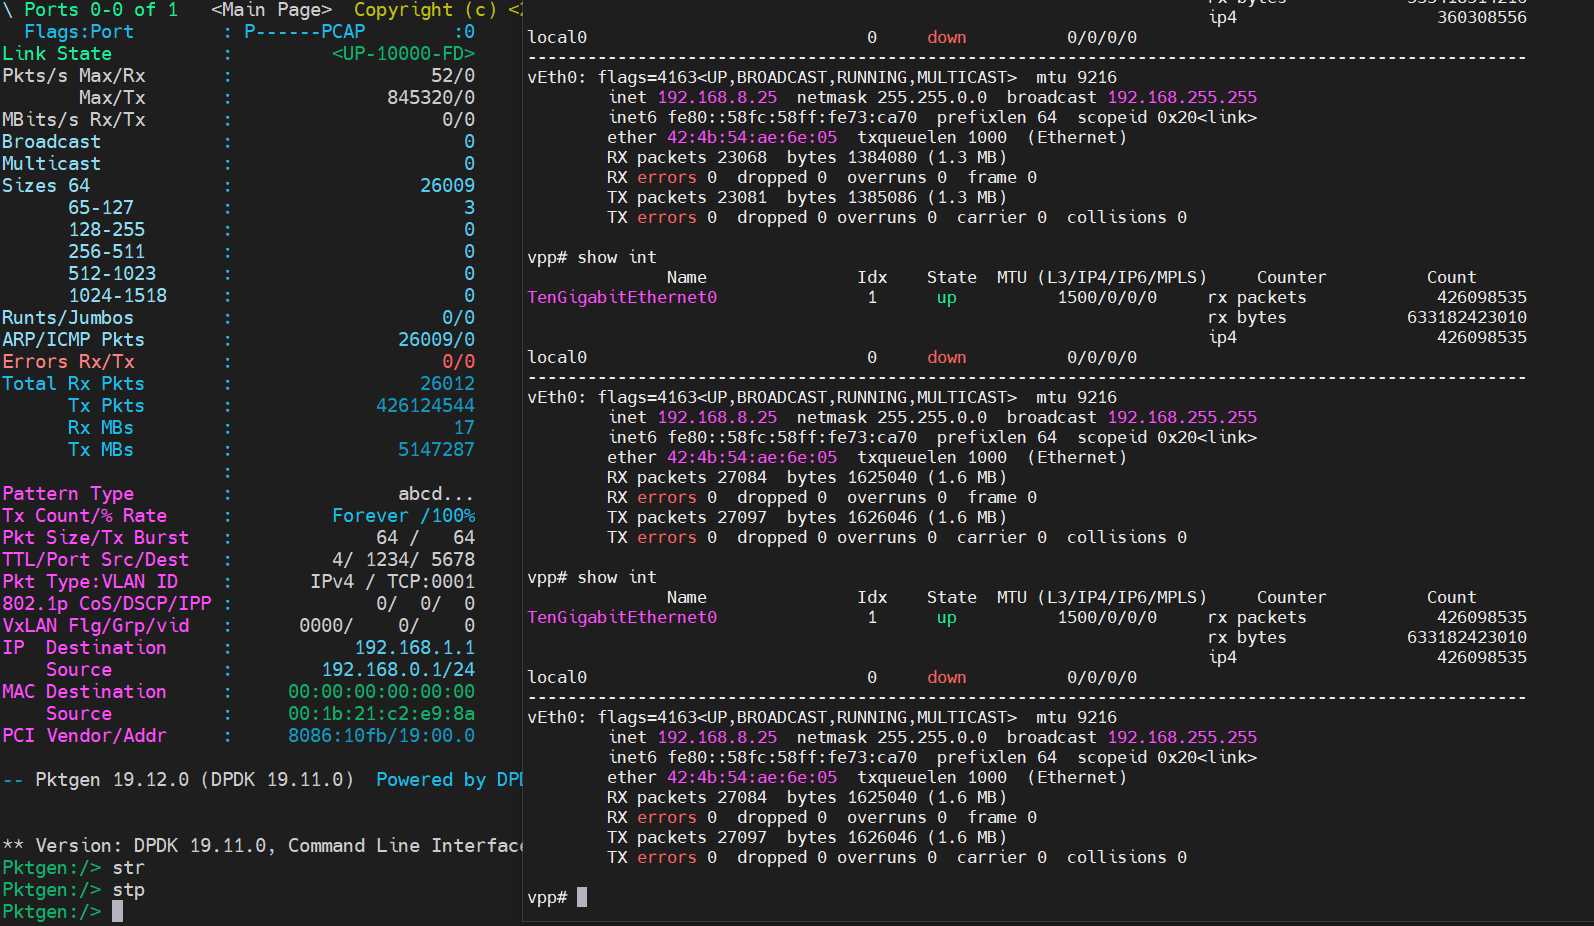 \ Ports 0-0 of 1   <Main Page>  Copyright (c) <
  Flags:Port        : P------PCAP        :0
Link State          :          <UP-10000-FD>
Pkts/s Max/Rx       :                   52/0
       Max/Tx       :               845320/0
MBits/s Rx/Tx       :                    0/0
Broadcast           :                      0
Multicast           :                      0
Sizes 64            :                  26009
      65-127        :                      3
      128-255       :                      0
      256-511       :                      0
      512-1023      :                      0
      1024-1518     :                      0
Runts/Jumbos        :                    0/0
ARP/ICMP Pkts       :                26009/0
Errors Rx/Tx        :                    0/0
Total Rx Pkts       :                  26012
      Tx Pkts       :              426124544
      Rx MBs        :                     17
      Tx MBs        :                5147287
                    :
Pattern Type        :                abcd...
Tx Count/% Rate     :          Forever /100%
Pkt Size/Tx Burst   :              64 /   64
TTL/Port Src/Dest   :          4/ 1234/ 5678
Pkt Type:VLAN ID    :        IPv4 / TCP:0001
802.1p CoS/DSCP/IPP :              0/  0/  0
VxLAN Flg/Grp/vid   :       0000/    0/    0
IP  Destination     :            192.168.1.1
    Source          :         192.168.0.1/24
MAC Destination     :      00:00:00:00:00:00
    Source          :      00:1b:21:c2:e9:8a
PCI Vendor/Addr     :      8086:10fb/19:00.0
-- Pktgen 19.12.0 (DPDK 19.11.0)  Powered by DPD
** Version: DPDK 19.11.0, Command Line Interfac
Pktgen:/> str
Pktgen:/> stp
Pktgen:/>
ip4                    360308556
local0                            0     down          0/0/0/0
----------------------------------------------------------------------------------------------------
vEth0: flags=4163<UP,BROADCAST,RUNNING,MULTICAST>  mtu 9216
        inet 192.168.8.25  netmask 255.255.0.0  broadcast 192.168.255.255
        inet6 fe80::58fc:58ff:fe73:ca70  prefixlen 64  scopeid 0x20<link>
        ether 42:4b:54:ae:6e:05  txqueuelen 1000  (Ethernet)
        RX packets 23068  bytes 1384080 (1.3 MB)
        RX errors 0  dropped 0  overruns 0  frame 0
        TX packets 23081  bytes 1385086 (1.3 MB)
        TX errors 0  dropped 0 overruns 0  carrier 0  collisions 0
vpp# show int
              Name               Idx    State  MTU (L3/IP4/IP6/MPLS)     Counter          Count
TenGigabitEthernet0               1      up          1500/0/0/0     rx packets             426098535
                                                                    rx bytes            633182423010
                                                                    ip4                    426098535
local0                            0     down          0/0/0/0
----------------------------------------------------------------------------------------------------
vEth0: flags=4163<UP,BROADCAST,RUNNING,MULTICAST>  mtu 9216
        inet 192.168.8.25  netmask 255.255.0.0  broadcast 192.168.255.255
        inet6 fe80::58fc:58ff:fe73:ca70  prefixlen 64  scopeid 0x20<link>
        ether 42:4b:54:ae:6e:05  txqueuelen 1000  (Ethernet)
        RX packets 27084  bytes 1625040 (1.6 MB)
        RX errors 0  dropped 0  overruns 0  frame 0
        TX packets 27097  bytes 1626046 (1.6 MB)
        TX errors 0  dropped 0 overruns 0  carrier 0  collisions 0
vpp# show int
              Name               Idx    State  MTU (L3/IP4/IP6/MPLS)     Counter          Count
TenGigabitEthernet0               1      up          1500/0/0/0     rx packets             426098535
                                                                    rx bytes            633182423010
                                                                    ip4                    426098535
local0                            0     down          0/0/0/0
----------------------------------------------------------------------------------------------------
vEth0: flags=4163<UP,BROADCAST,RUNNING,MULTICAST>  mtu 9216
        inet 192.168.8.25  netmask 255.255.0.0  broadcast 192.168.255.255
        inet6 fe80::58fc:58ff:fe73:ca70  prefixlen 64  scopeid 0x20<link>
        ether 42:4b:54:ae:6e:05  txqueuelen 1000  (Ethernet)
        RX packets 27084  bytes 1625040 (1.6 MB)
        RX errors 0  dropped 0  overruns 0  frame 0
        TX packets 27097  bytes 1626046 (1.6 MB)
        TX errors 0  dropped 0 overruns 0  carrier 0  collisions 0
vpp#